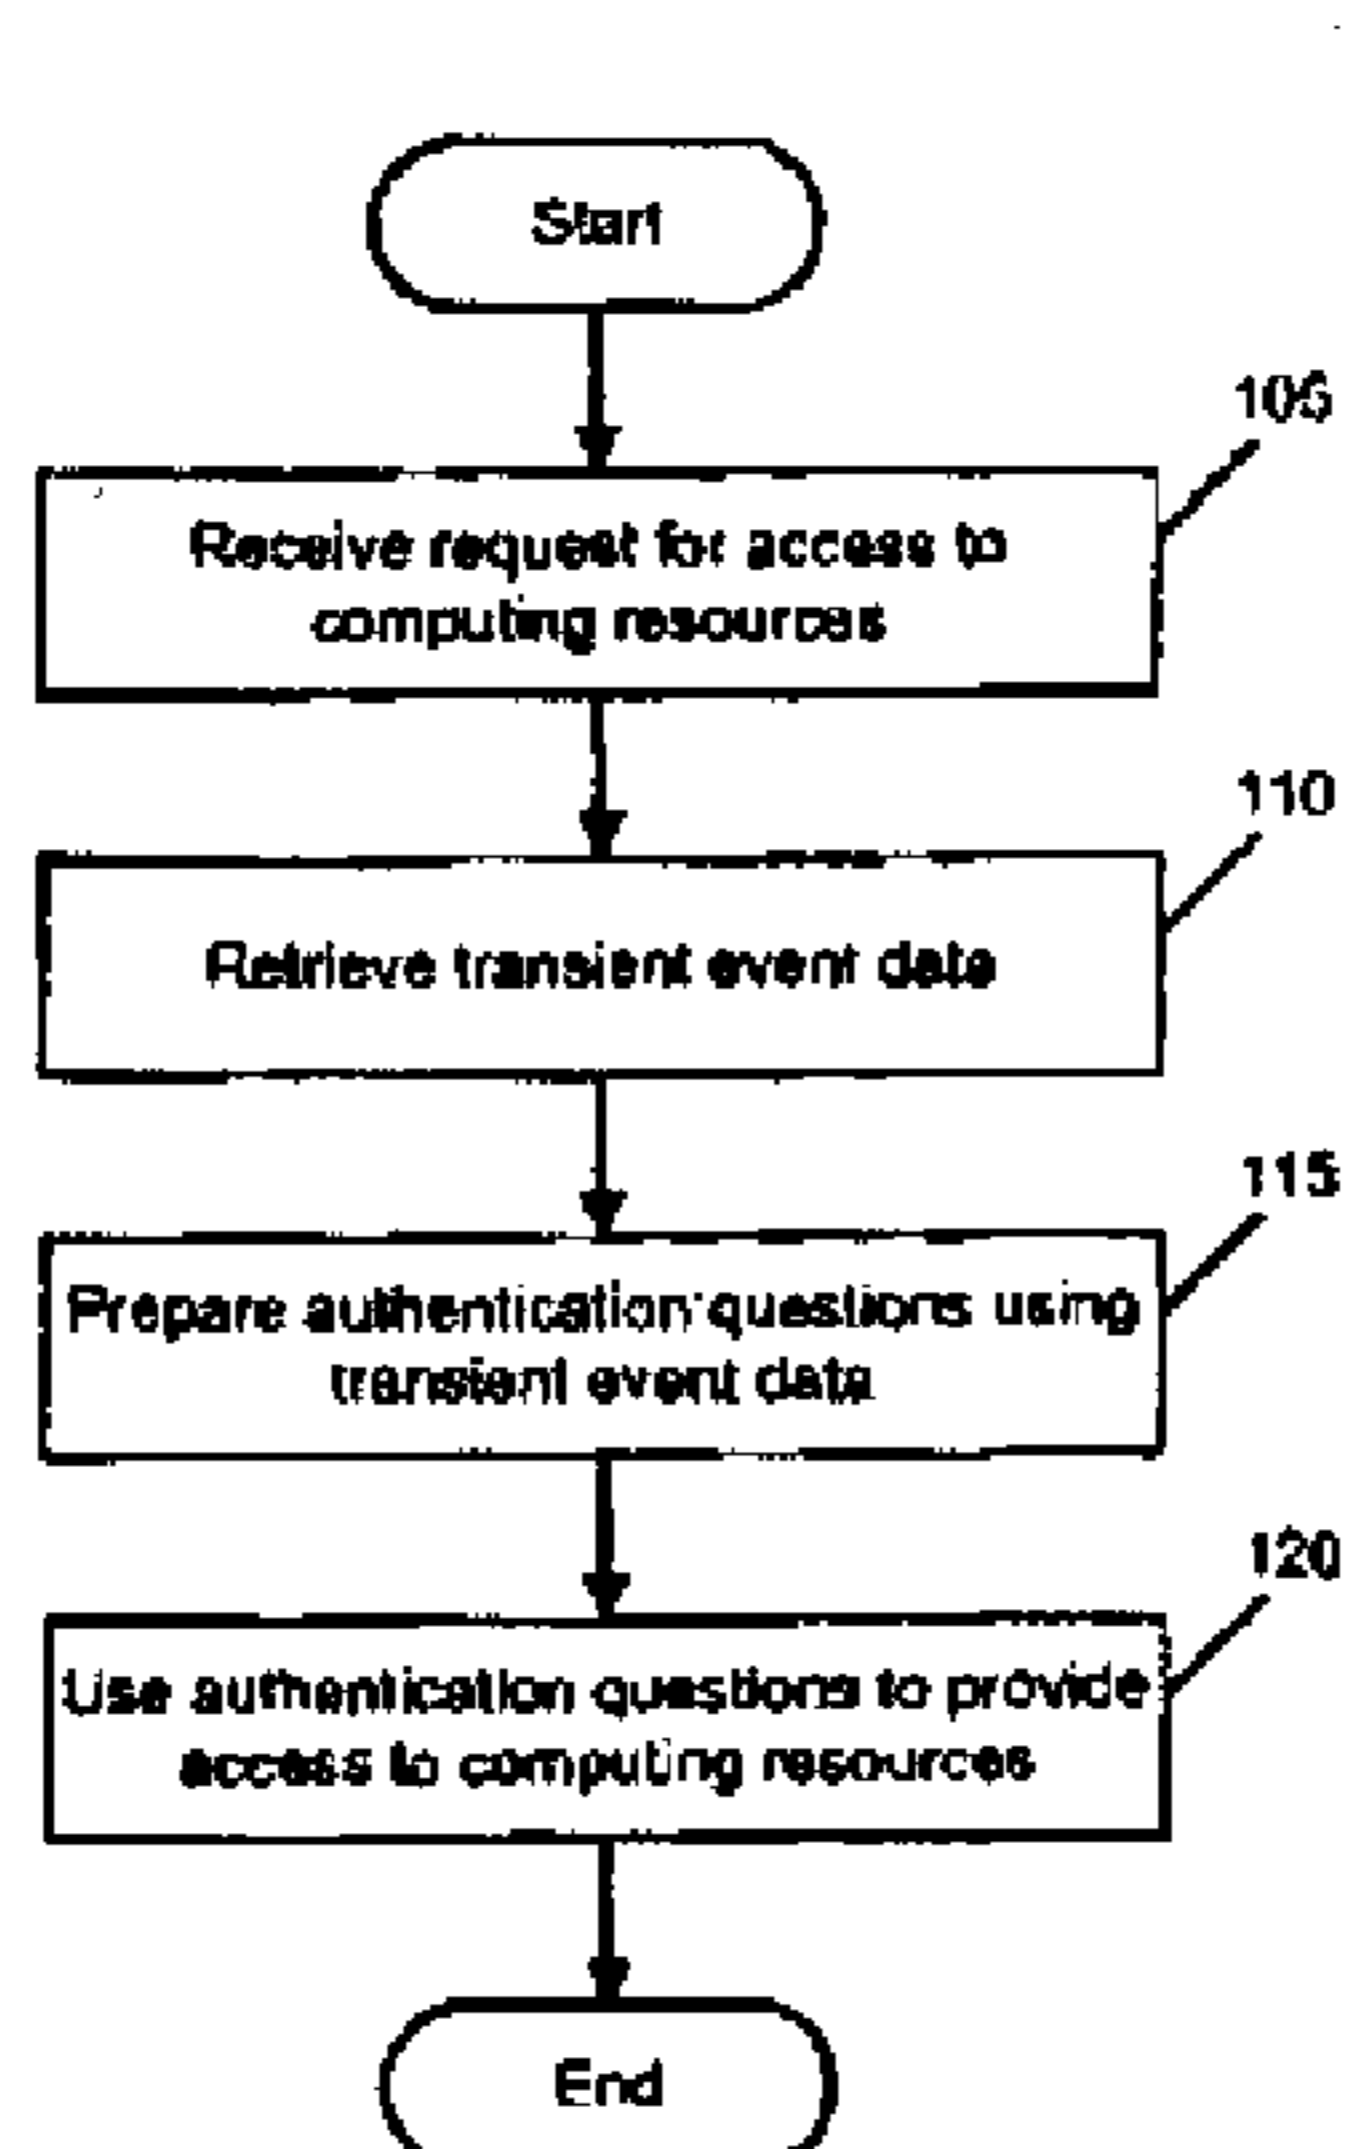 Start
105
Receive request for access to
computing resources
110
Retrieve transient event data
115
Prepare authentication questions using
transient event data
120
Use authentication questions to provide
access to computing resources
End